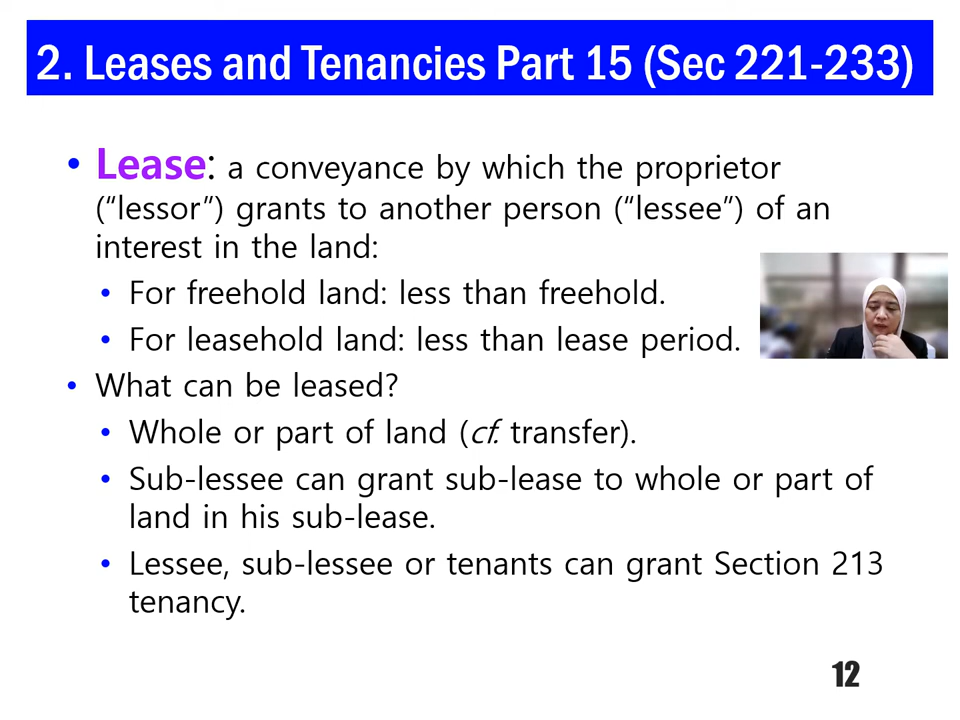 2. Leases and Tenancies Part 15 (Sec 221-233)
• Lease: a conveyance by which the proprietor
(“lessor”) grants to another person (“lessee”) of an
interest in the land:
• For freehold land: less than freehold.
• For leasehold land: less than lease period.
• What can be leased?
• Whole or part of land (cf. transfer).
• Sub-lessee can grant sub-lease to whole or part of
land in his sub-lease.
• Lessee, sub-lessee or tenants can grant Section 213
tenancy.
12